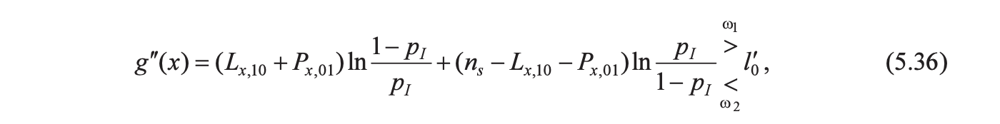 g″(x) = (L_{x,10} + P_{x,01}) ln \frac{1 − p_I}{p_I} + (n_s − L_{x,10} − P_{x,01}) ln \frac{p_I}{1 − p_I} \overset{ω_1}{\underset{ω_2}{\gtrless}} l′_0 , (5.36)